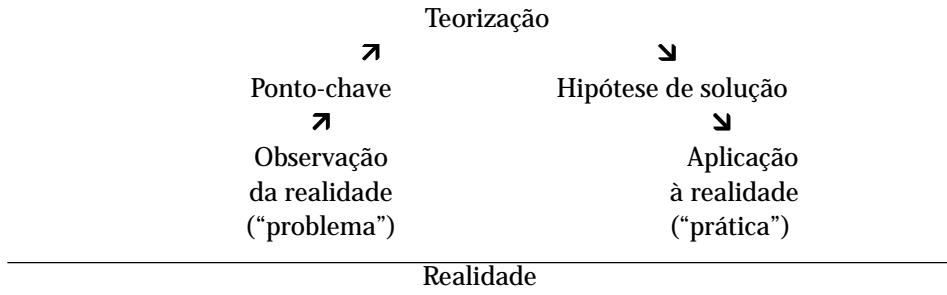 Teorização
Ponto-chave
Hipótese de solução
Observação
da realidade
(“problema”)
Aplicação
à realidade
(“prática”)
Realidade